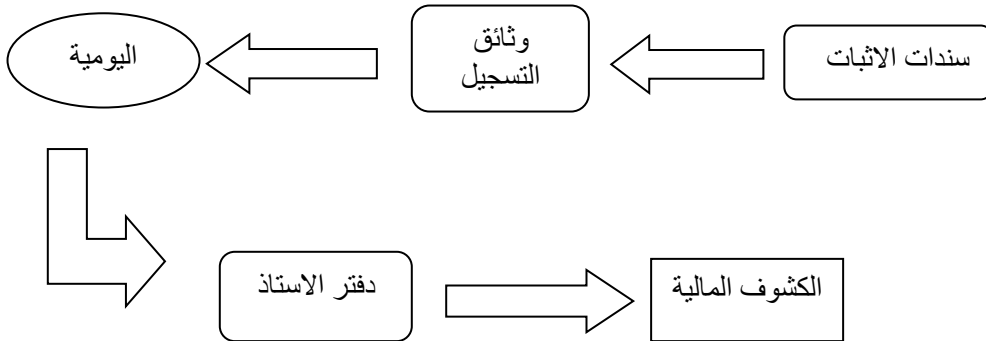 سندات الاثبات
وثائق
التسجيل
اليومية
دفتر الاستاذ
الكشوف المالية